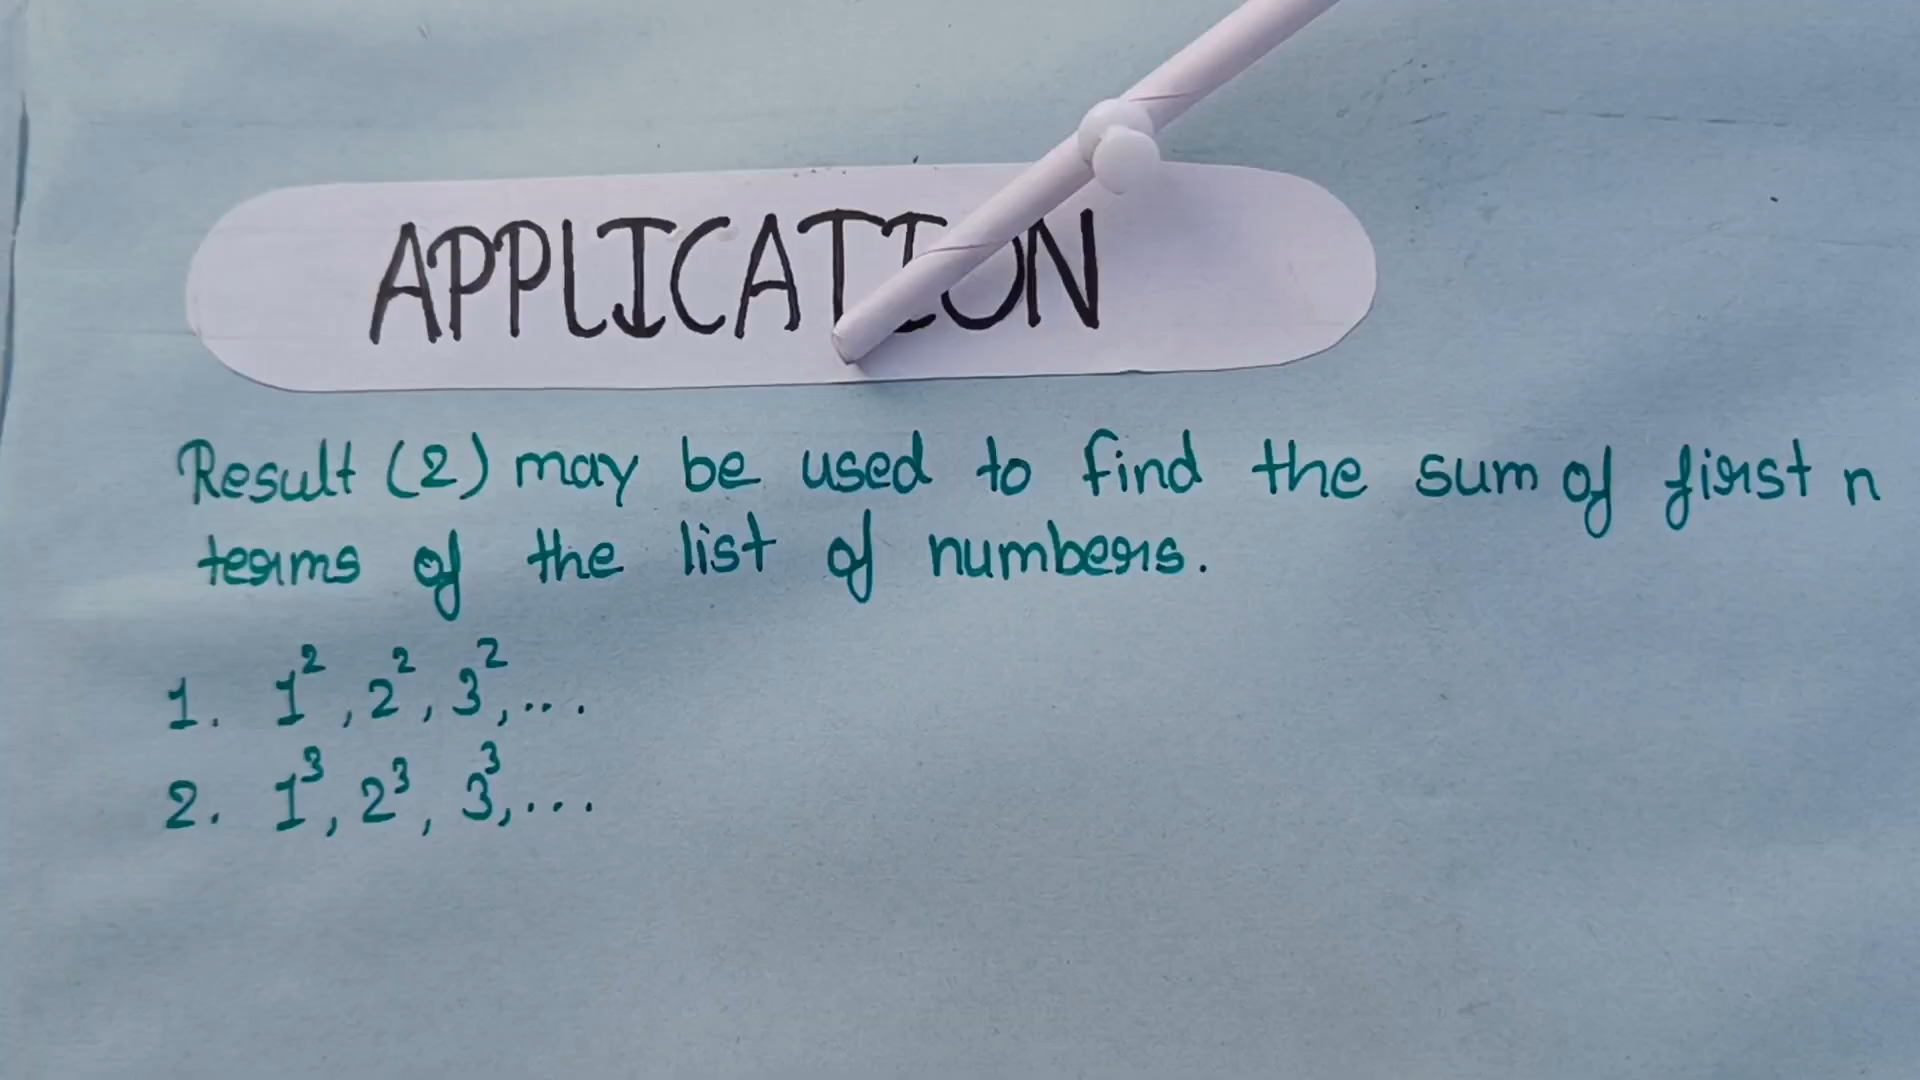 APPLICATION
Result (2) may be used to find the sum of first n
terms of the list of numbers.
1. 1², 2², 3²,...
2. 1³, 2³, 3³,...